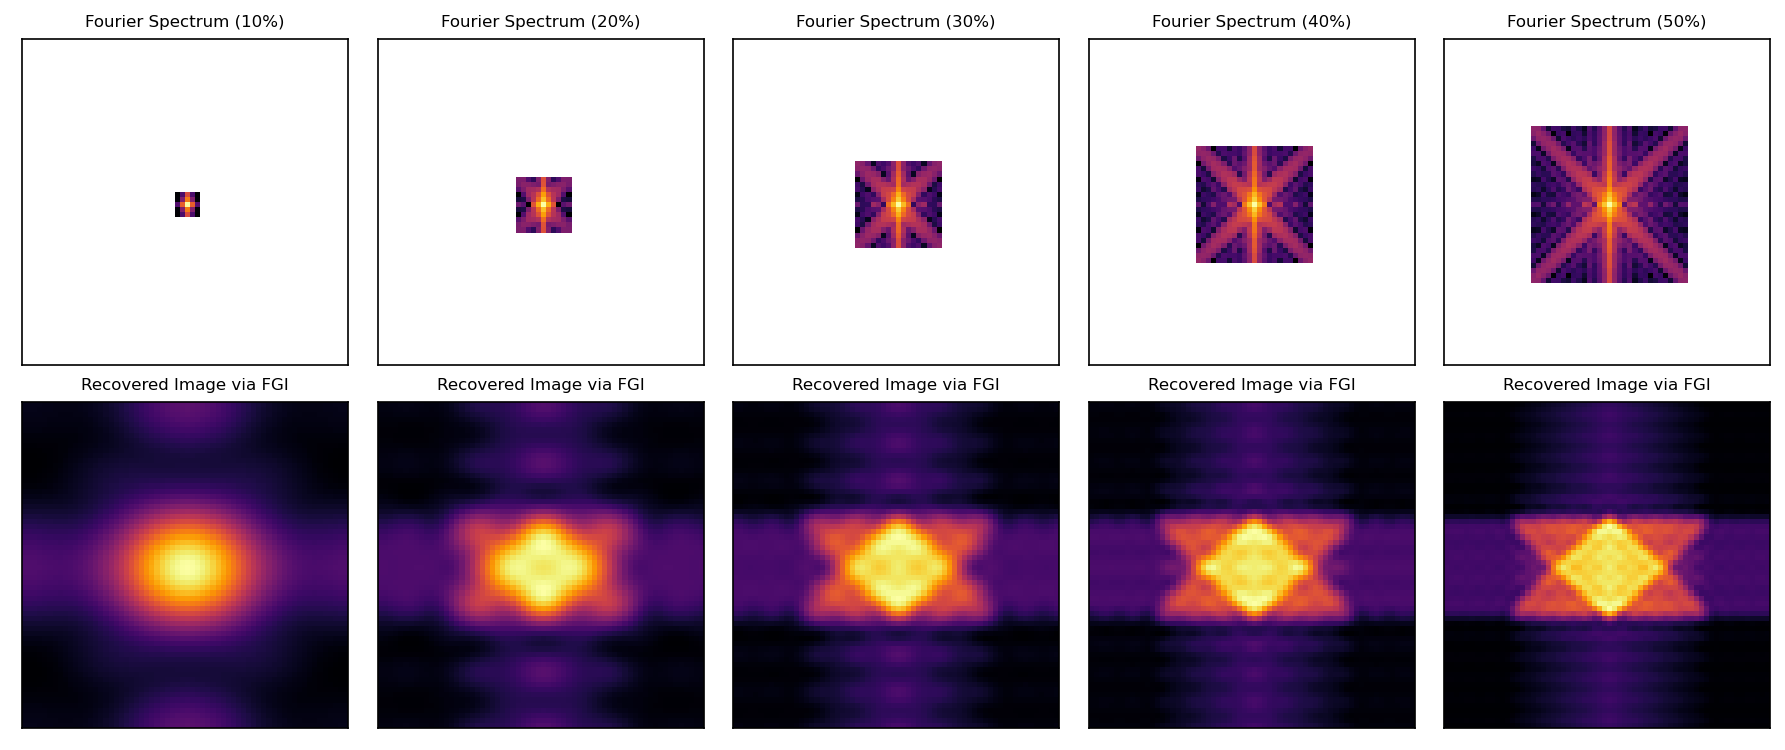 Fourier Spectrum (10%)
Fourier Spectrum (20%)
Fourier Spectrum (30%)
Fourier Spectrum (40%)
Fourier Spectrum (50%)
Recovered Image via FGI
Recovered Image via FGI
Recovered Image via FGI
Recovered Image via FGI
Recovered Image via FGI